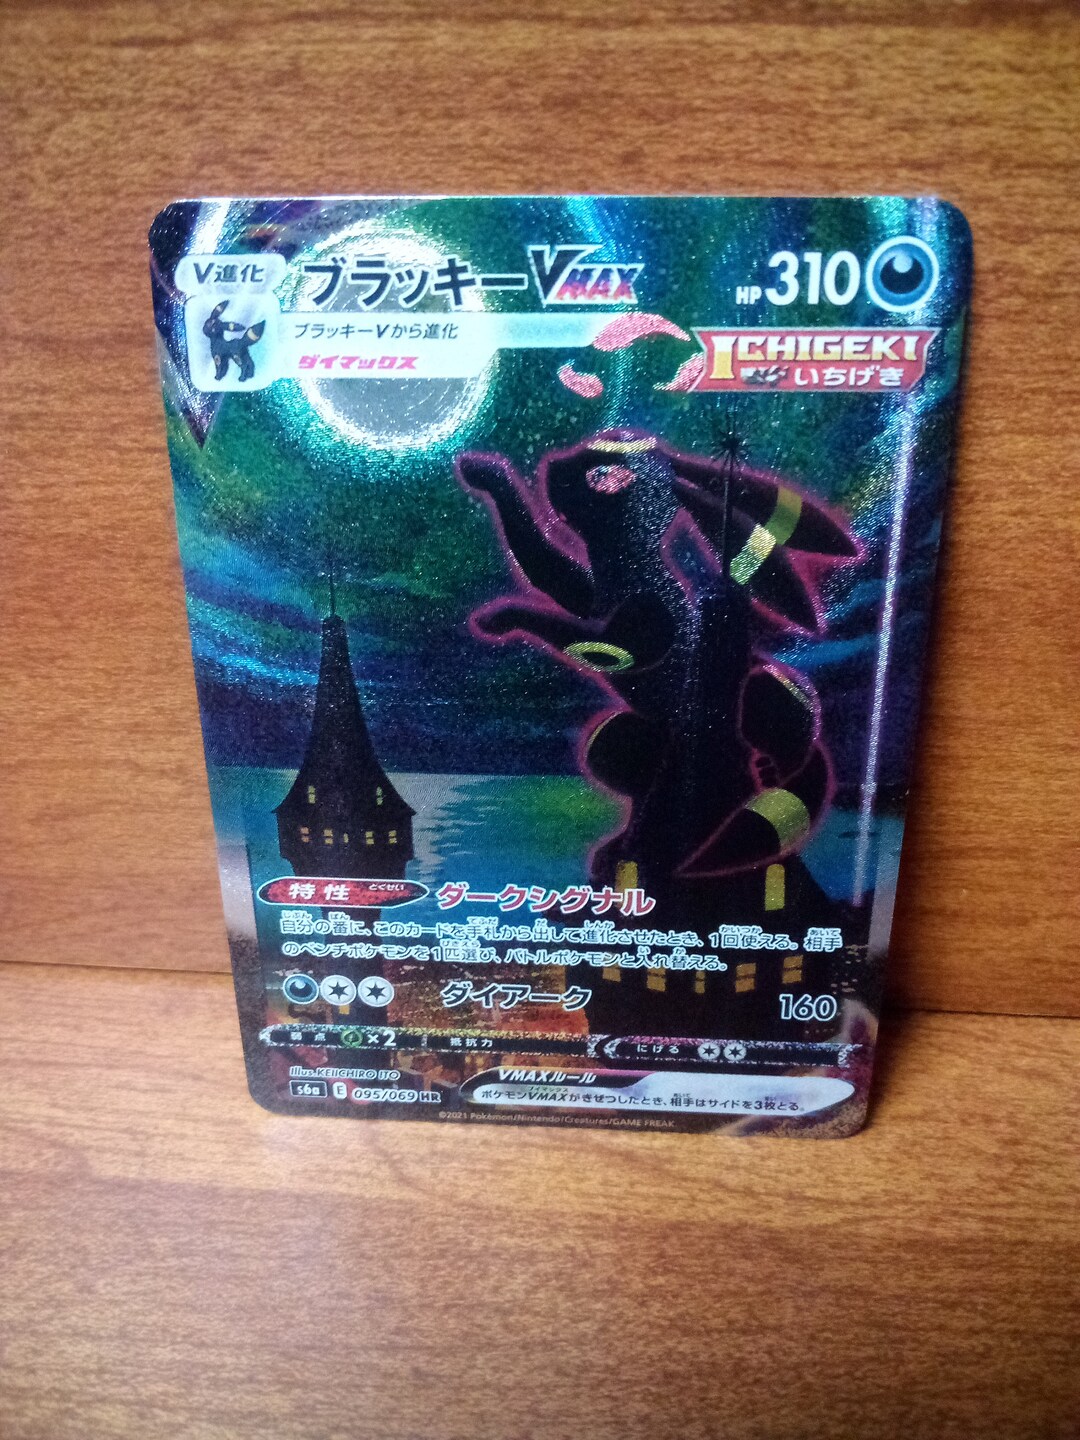 V進化
ブラッキーVMAX
HP310
ブラッキーVから進化
ダイマックス
ICHIGEKI
いちげき
特性 とくせい ダークシグナル
自分の番に、このカードを手札から出して進化させたとき、1回使える。相手
のベンチポケモンを1匹選び、バトルポケモンと入れ替える。
ダイアーク 160
弱点 ×2 抵抗力 にげる
illus. KEIICHIRO ITO
s6a E 095/069 HR
VMAXルール
ポケモンVMAXがきぜつしたとき、相手はサイドを3枚とる。
©2021 Pokémon/Nintendo/Creatures/GAME FREAK